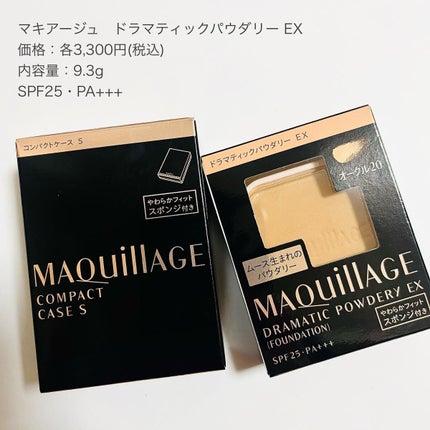 マキアージュ　ドラマティックパウダリー EX
価格：各3,300円(税込)
内容量：9.3g
SPF25・PA+++
コンパクトケース S
やわらかフィット
スポンジ付き
MAQuillAGE
COMPACT
CASE S
ドラマティックパウダリー EX
オークル20
ムース生まれの
パウダリー
MAQuillAGE
DRAMATIC POWDERY EX
(FOUNDATION)
やわらかフィット
スポンジ付き
SPF25・PA+++